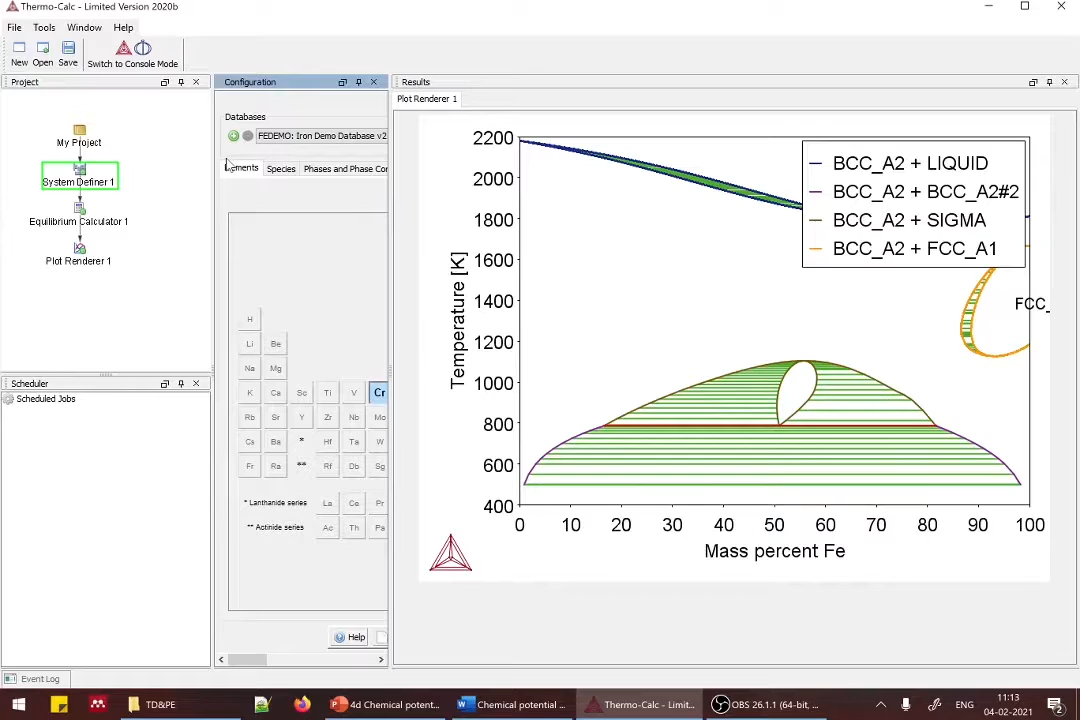 Thermo-Calc - Limited Version 2020b
File Tools Window Help
New Open Save Switch to Console Mode
Project
My Project
System Definer 1
Equilibrium Calculator 1
Plot Renderer 1
Scheduler
Scheduled Jobs
Configuration
Databases
FEDEMO: Iron Demo Database v2
Elements Species Phases and Phase Con
H
Li Be
Na Mg
K Ca Sc Ti V Cr
Rb Sr Y Zr Nb Mo
Cs Ba * Hf Ta W
Fr Ra ** Rf Db Sg
* Lanthanide series La Ce Pr
** Actinide series Ac Th Pa
Help
Results
Plot Renderer 1
BCC_A2 + LIQUID
BCC_A2 + BCC_A2#2
BCC_A2 + SIGMA
BCC_A2 + FCC_A1
FCC_
Temperature [K]
2200
2000
1800
1600
1400
1200
1000
800
600
400
0 10 20 30 40 50 60 70 80 90 100
Mass percent Fe
Event Log
TD&PE
4d Chemical potent...
Chemical potential ...
Thermo-Calc - Limit...
OBS 26.1.1 (64-bit, ...
ENG
11:13
04-02-2021
2